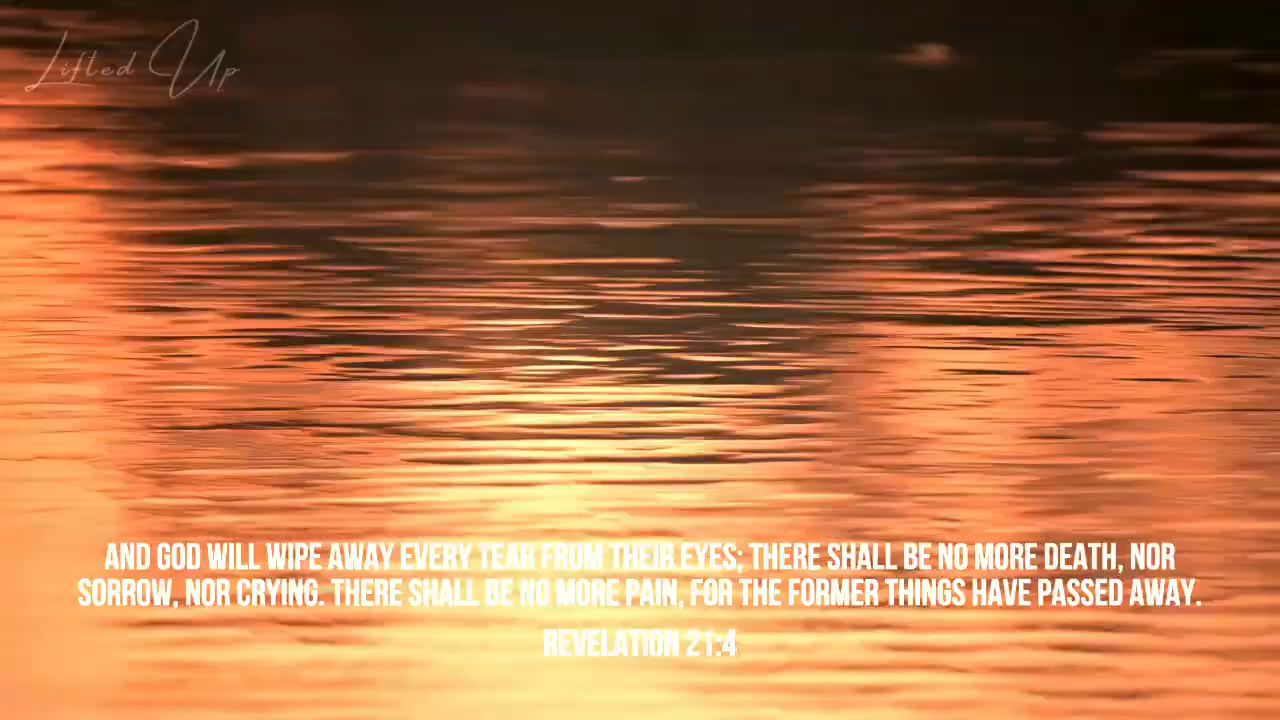 Lifted Up
AND GOD WILL WIPE AWAY EVERY TEAR FROM THEIR EYES; THERE SHALL BE NO MORE DEATH, NOR
SORROW, NOR CRYING. THERE SHALL BE NO MORE PAIN, FOR THE FORMER THINGS HAVE PASSED AWAY.
REVELATION 21:4